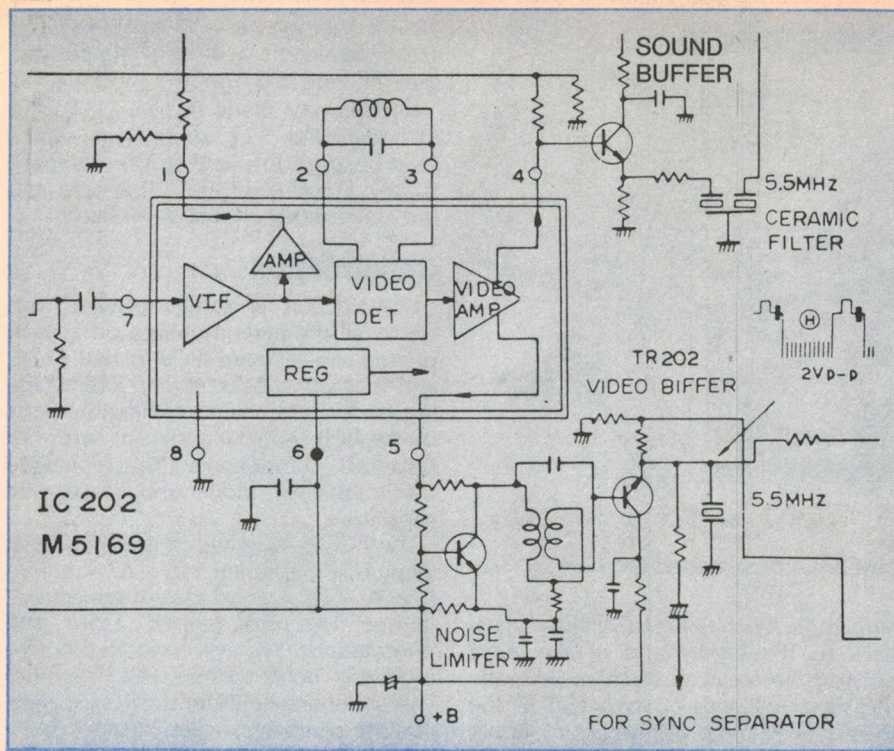 SOUND
BUFFER
1
2
3
4
5.5MHz
CERAMIC
FILTER
AMP
VIF
VIDEO
DET
VIDEO
AMP
7
H
2Vp-p
REG
TR202
VIDEO BIFFER
8
6
5
5.5MHz
IC 202
M5169
NOISE
LIMITER
+B
FOR SYNC SEPARATOR